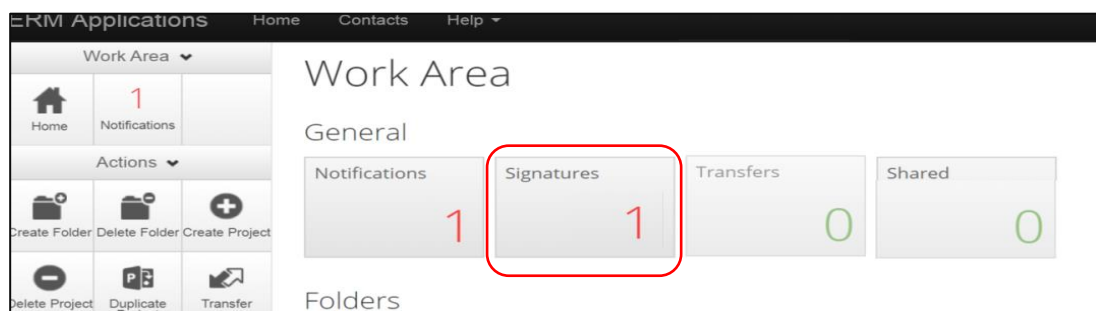 ERM Applications Home Contacts Help
Work Area
Home
1
Notifications
Actions
Create Folder
Delete Folder
Create Project
Delete Project
Duplicate
Transfer
Work Area
General
Notifications
1
Signatures
1
Transfers
0
Shared
0
Folders